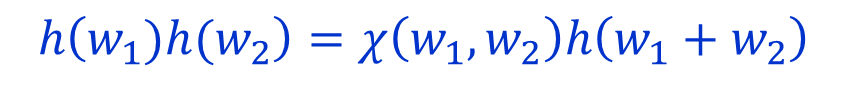 ℎ(𝑤₁)ℎ(𝑤₂) = 𝜒(𝑤₁, 𝑤₂)ℎ(𝑤₁ + 𝑤₂)